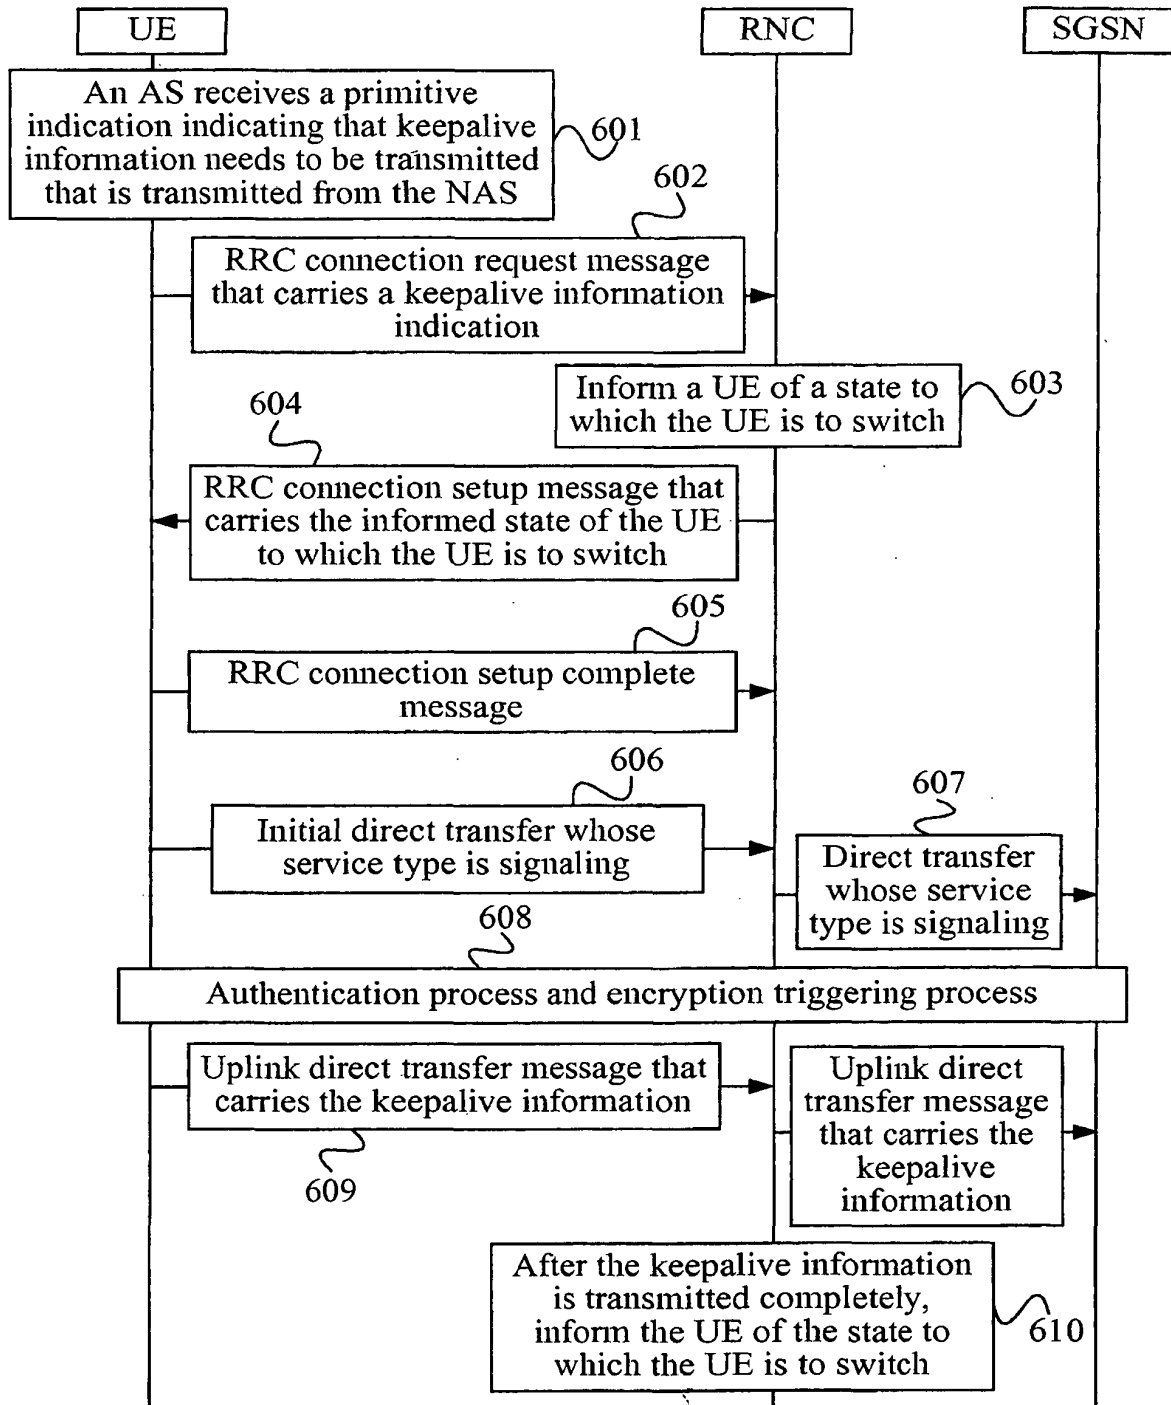 UE
RNC
SGSN
An AS receives a primitive
indication indicating that keepalive
information needs to be transmitted
that is transmitted from the NAS
601
602
RRC connection request message
that carries a keepalive information
indication
Inform a UE of a state to
which the UE is to switch
603
604
RRC connection setup message that
carries the informed state of the UE
to which the UE is to switch
605
RRC connection setup complete
message
606
Initial direct transfer whose
service type is signaling
607
Direct transfer
whose service
type is signaling
608
Authentication process and encryption triggering process
Uplink direct transfer message that
carries the keepalive information
609
Uplink direct
transfer message
that carries the
keepalive
information
After the keepalive information
is transmitted completely,
inform the UE of the state to
which the UE is to switch
610